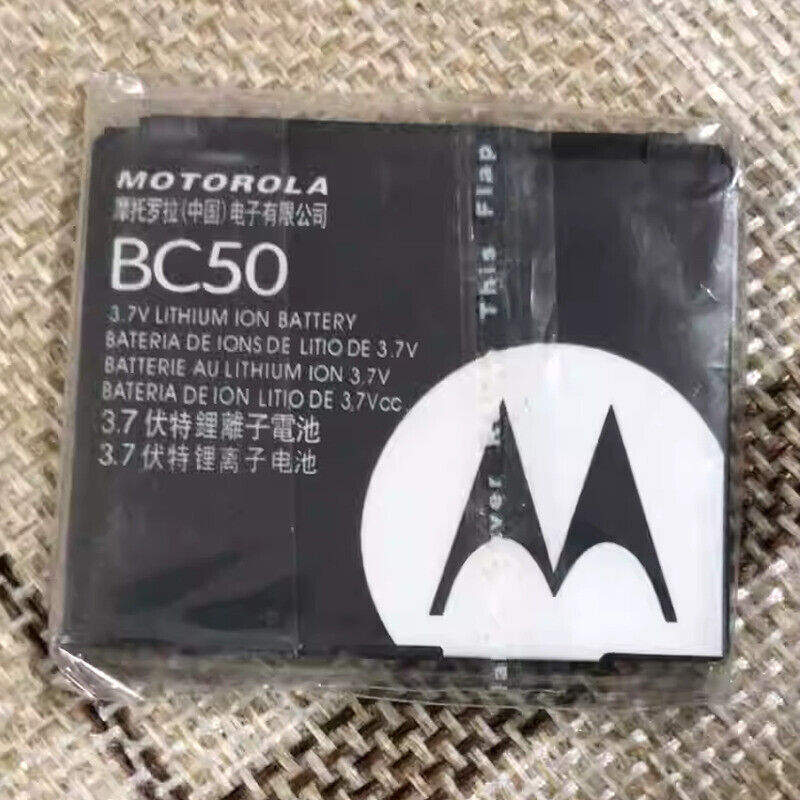 MOTOROLA
摩托罗拉(中国)电子有限公司
BC50
3.7V LITHIUM ION BATTERY
BATERIA DE IONS DE LITIO DE 3.7V
BATTERIE AU LITHIUM ION 3,7V
BATERIA DE ION LITIO DE 3,7Vcc.
3.7 伏特鋰離子電池
3.7 伏特锂离子电池
This Flap